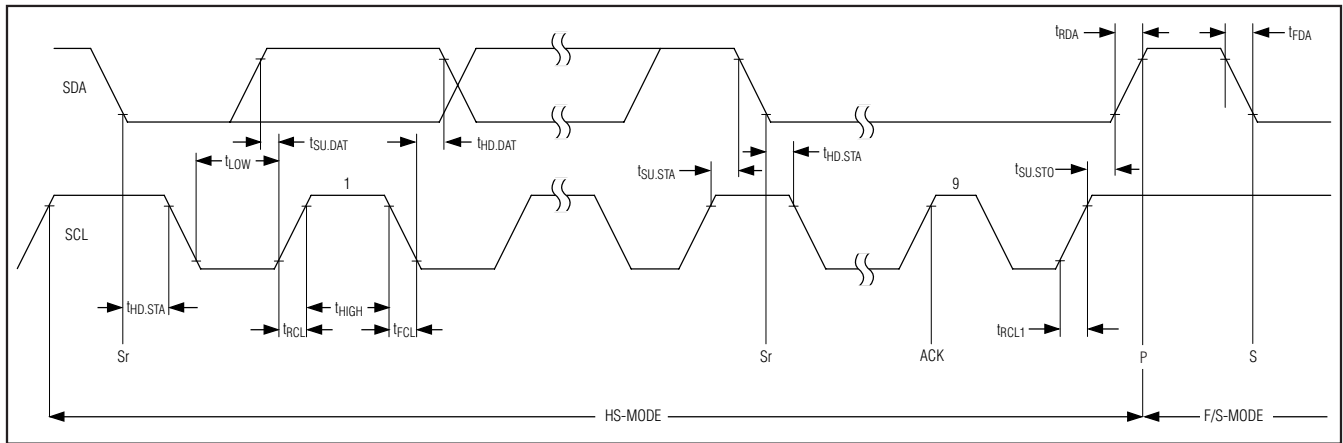 tRDA
tFDA
SDA
tSU.DAT
tHD.DAT
tLOW
tHD.STA
tSU.STA
tSU.STO
1
9
SCL
tHD.STA
tHIGH
tRCL
tFCL
tRCL1
Sr
Sr
ACK
P
S
HS-MODE
F/S-MODE